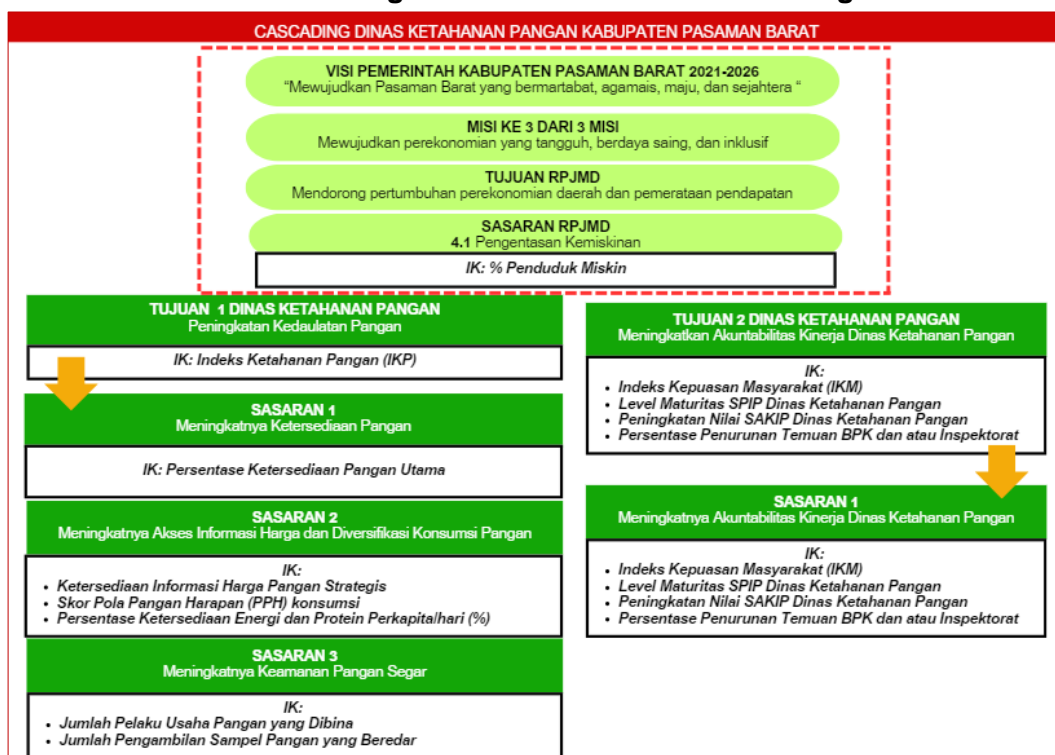 CASCADING DINAS KETAHANAN PANGAN KABUPATEN PASAMAN BARAT
VISI PEMERINTAH KABUPATEN PASAMAN BARAT 2021-2026
“Mewujudkan Pasaman Barat yang bermartabat, agamais, maju, dan sejahtera “
MISI KE 3 DARI 3 MISI
Mewujudkan perekonomian yang tangguh, berdaya saing, dan inklusif
TUJUAN RPJMD
Mendorong pertumbuhan perekonomian daerah dan pemerataan pendapatan
SASARAN RPJMD
4.1 Pengentasan Kemiskinan
IK: % Penduduk Miskin
TUJUAN 1 DINAS KETAHANAN PANGAN
Peningkatan Kedaulatan Pangan
IK: Indeks Ketahanan Pangan (IKP)
SASARAN 1
Meningkatnya Ketersediaan Pangan
IK: Persentase Ketersediaan Pangan Utama
SASARAN 2
Meningkatnya Akses Informasi Harga dan Diversifikasi Konsumsi Pangan
IK:
• Ketersediaan Informasi Harga Pangan Strategis
• Skor Pola Pangan Harapan (PPH) konsumsi
• Persentase Ketersediaan Energi dan Protein Perkapita/hari (%)
SASARAN 3
Meningkatnya Keamanan Pangan Segar
IK:
• Jumlah Pelaku Usaha Pangan yang Dibina
• Jumlah Pengambilan Sampel Pangan yang Beredar
TUJUAN 2 DINAS KETAHANAN PANGAN
Meningkatkan Akuntabilitas Kinerja Dinas Ketahanan Pangan
IK:
• Indeks Kepuasan Masyarakat (IKM)
• Level Maturitas SPIP Dinas Ketahanan Pangan
• Peningkatan Nilai SAKIP Dinas Ketahanan Pangan
• Persentase Penurunan Temuan BPK dan atau Inspektorat
SASARAN 1
Meningkatnya Akuntabilitas Kinerja Dinas Ketahanan Pangan
IK:
• Indeks Kepuasan Masyarakat (IKM)
• Level Maturitas SPIP Dinas Ketahanan Pangan
• Peningkatan Nilai SAKIP Dinas Ketahanan Pangan
• Persentase Penurunan Temuan BPK dan atau Inspektorat